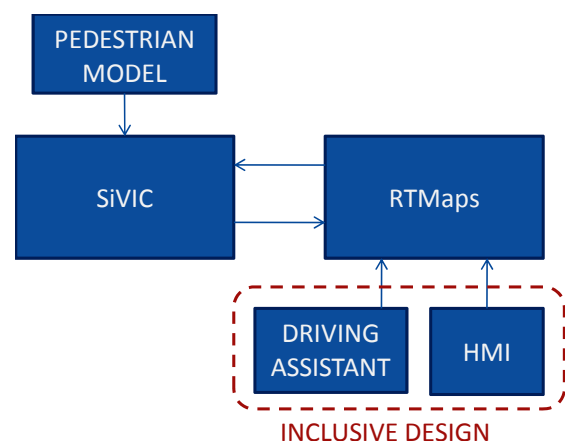 PEDESTRIAN
MODEL
SiVIC
RTMaps
DRIVING
ASSISTANT
HMI
INCLUSIVE DESIGN